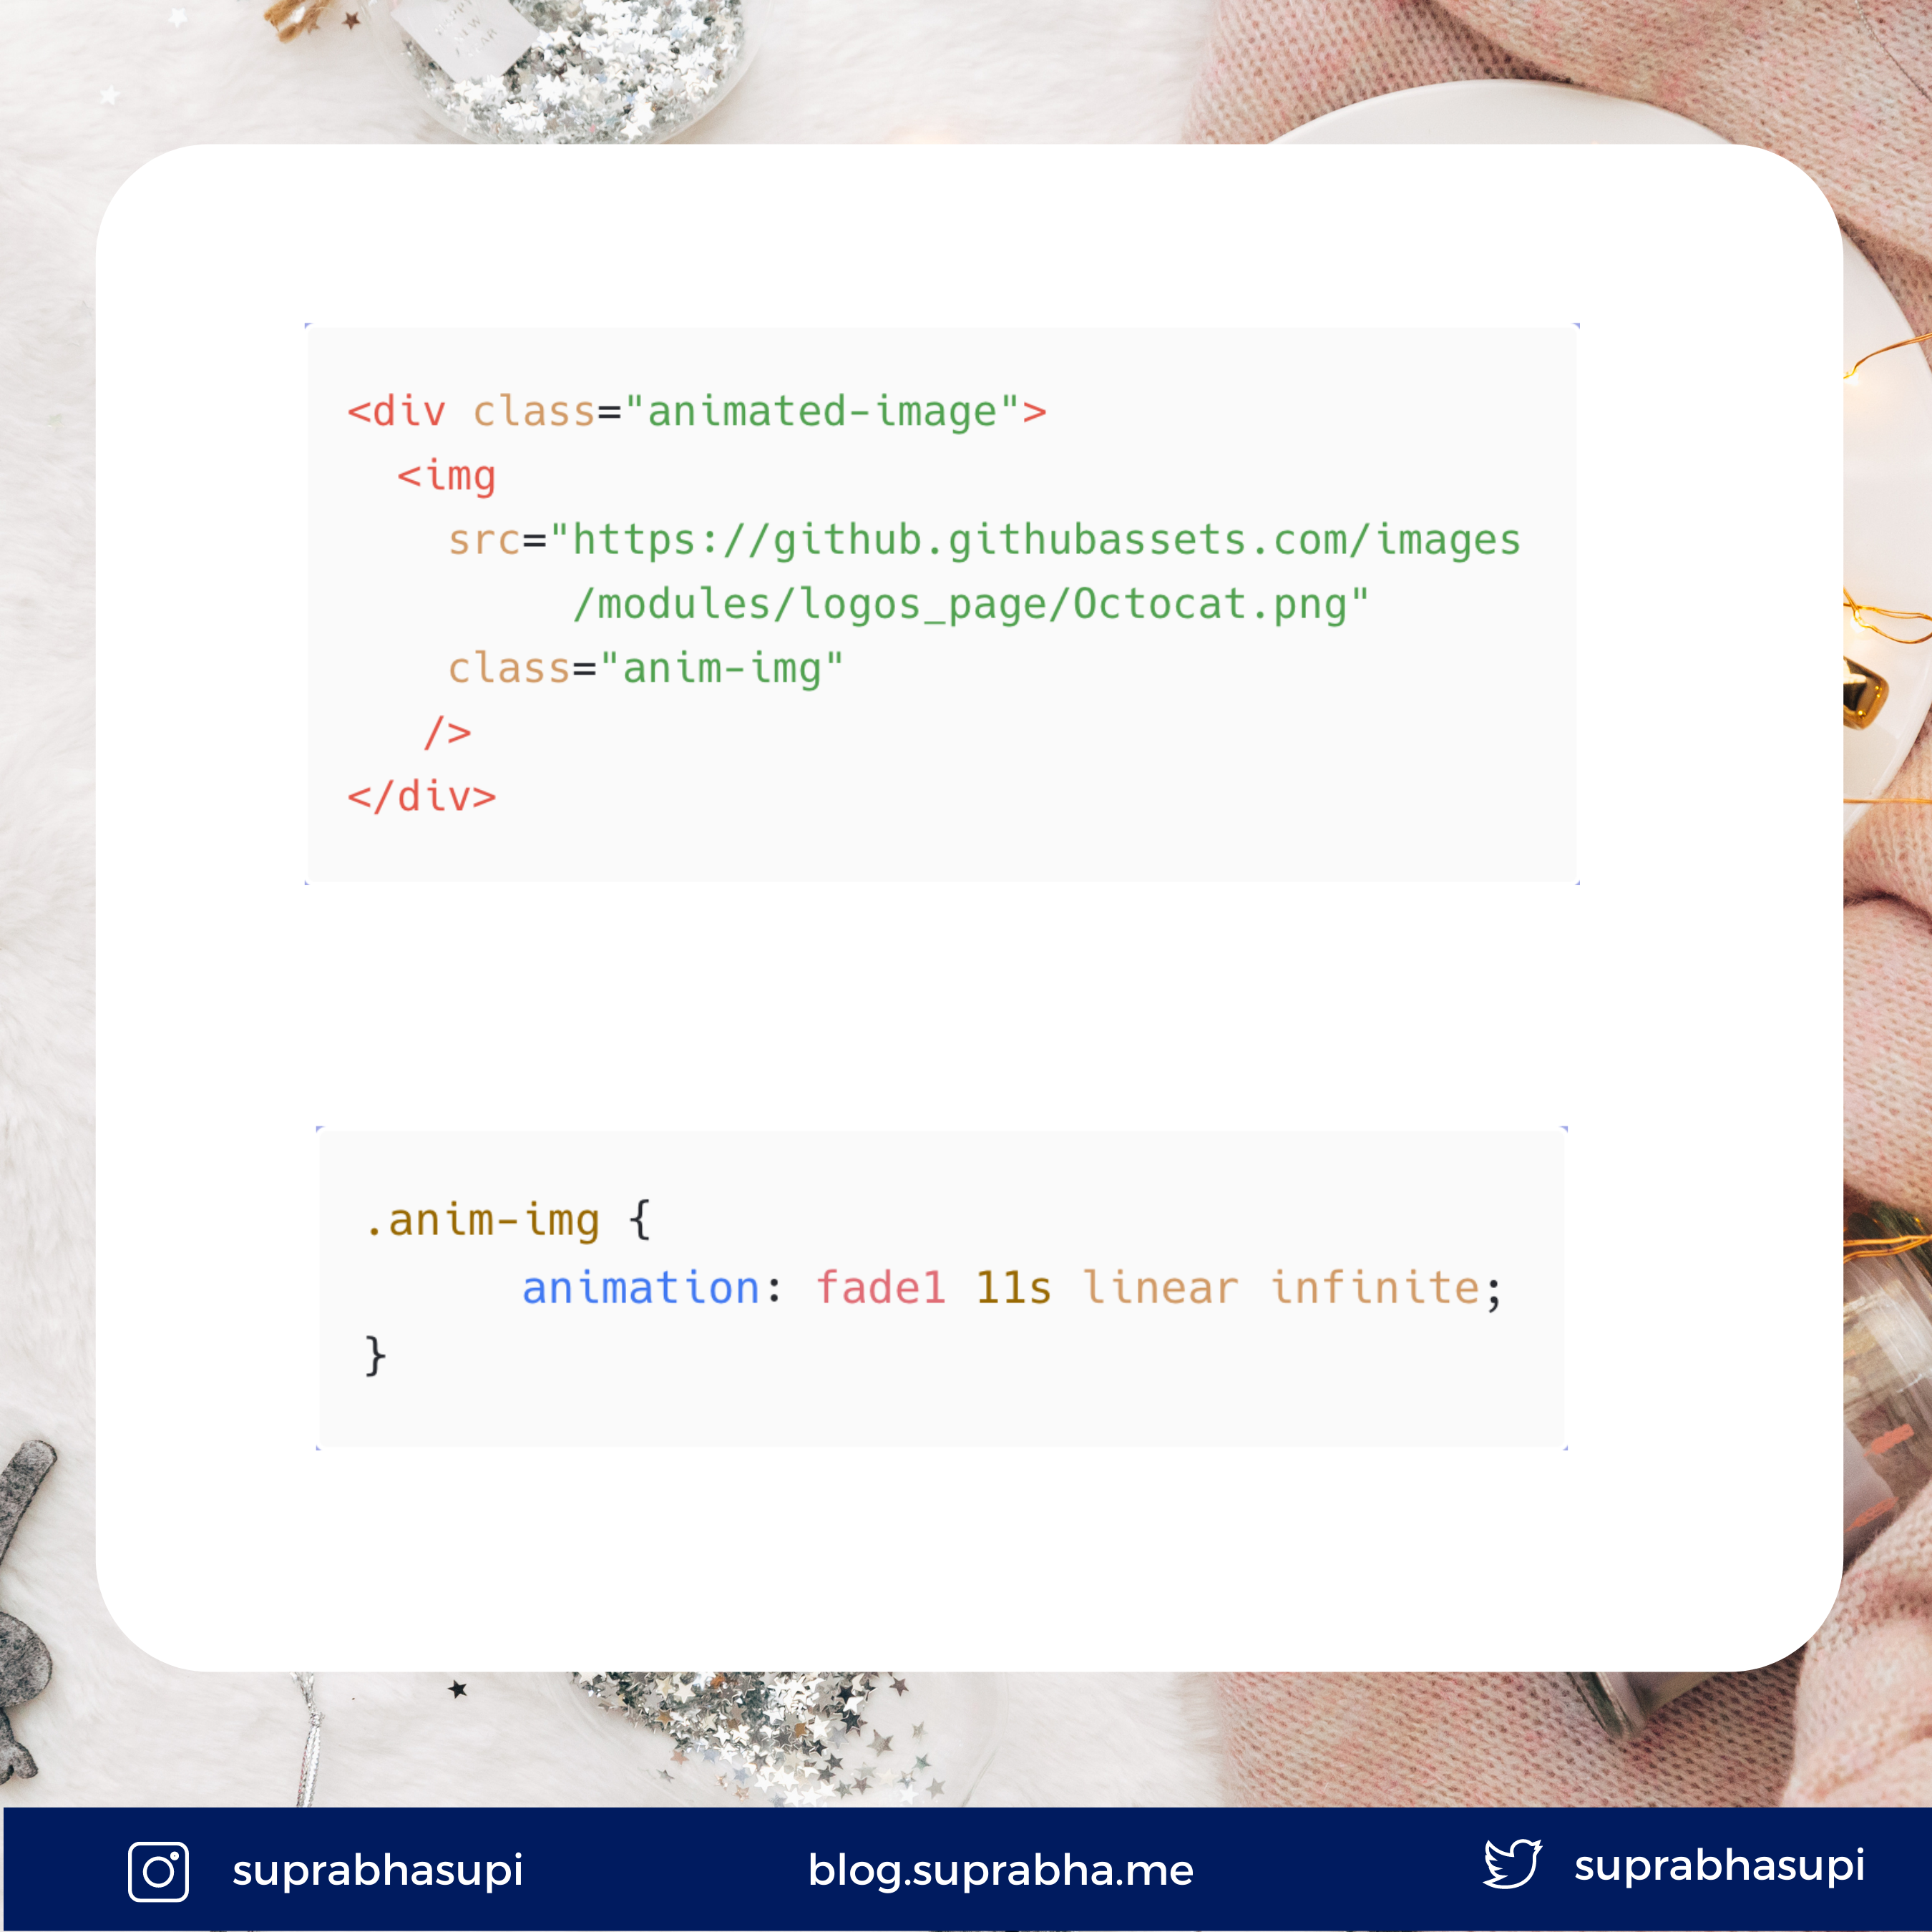 <div class="animated-image">
  <img
    src="https://github.githubassets.com/images
         /modules/logos_page/Octocat.png"
    class="anim-img"
   />
</div>
.anim-img {
      animation: fade1 11s linear infinite;
}
suprabhasupi
blog.suprabha.me
suprabhasupi